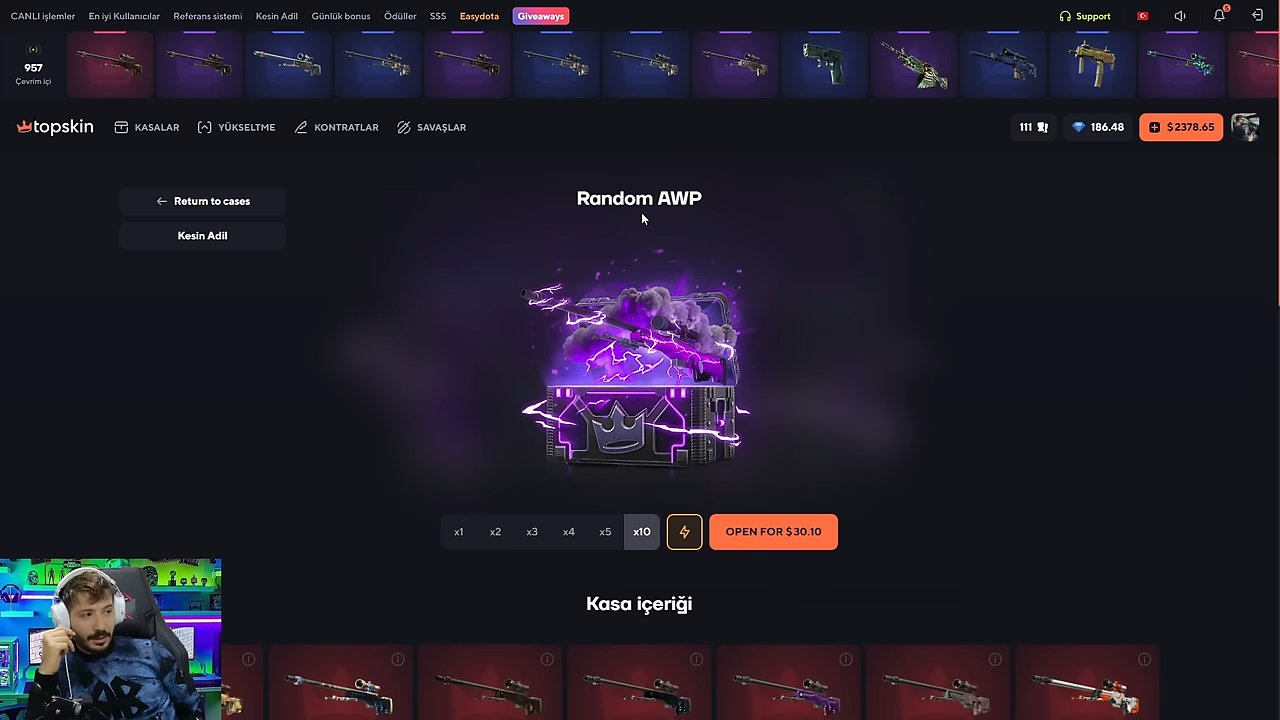 CANLI işlemler En iyi Kullanıcılar Referans sistemi Kesin Adil Günlük bonus Ödüller SSS Easydota Giveaways Support 5
957
Çevrim içi
topskin KASALAR YÜKSELTME KONTRATLAR SAVAŞLAR 111 186.48 $2378.65
Return to cases
Kesin Adil
Random AWP
x1 x2 x3 x4 x5 x10 OPEN FOR $30.10
Kasa içeriği